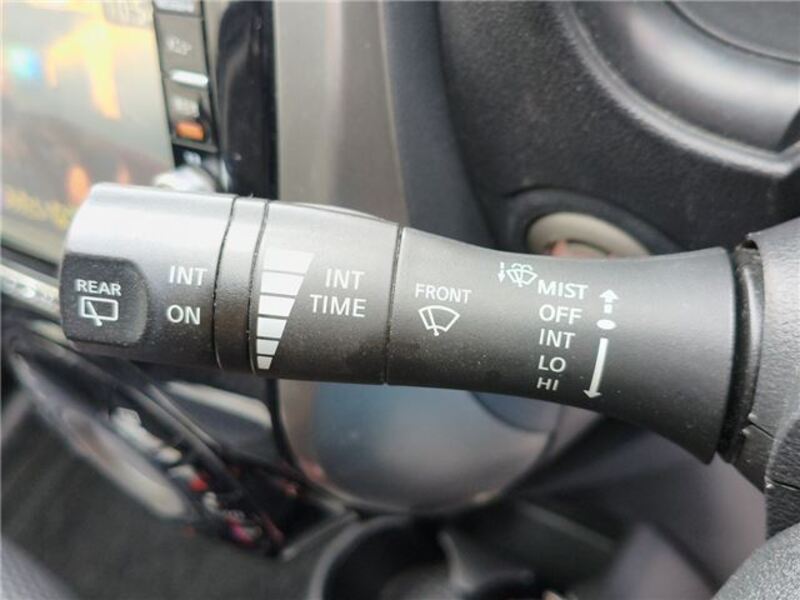 REAR
INT
ON
INT
TIME
FRONT
MIST
OFF
INT
LO
HI